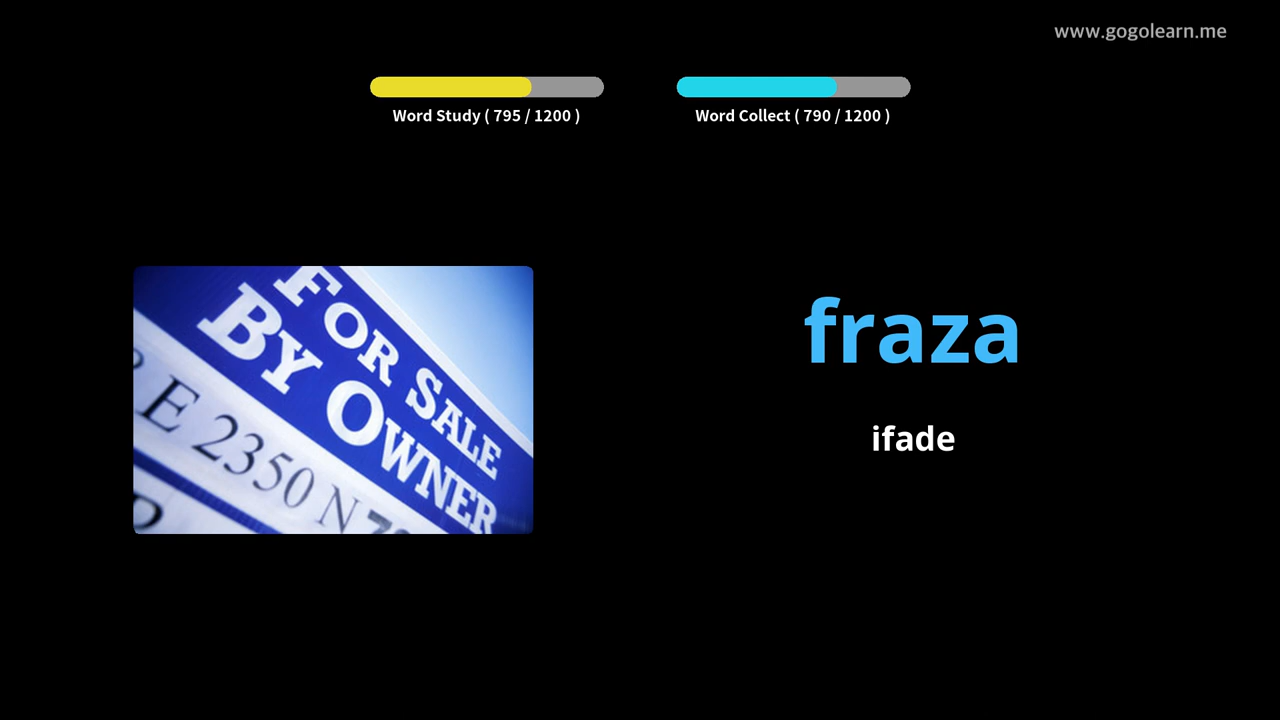 www.gogolearn.me
Word Study ( 795 / 1200 )
Word Collect ( 790 / 1200 )
FOR SALE
BY OWNER
E 2350 N
fraza
ifade